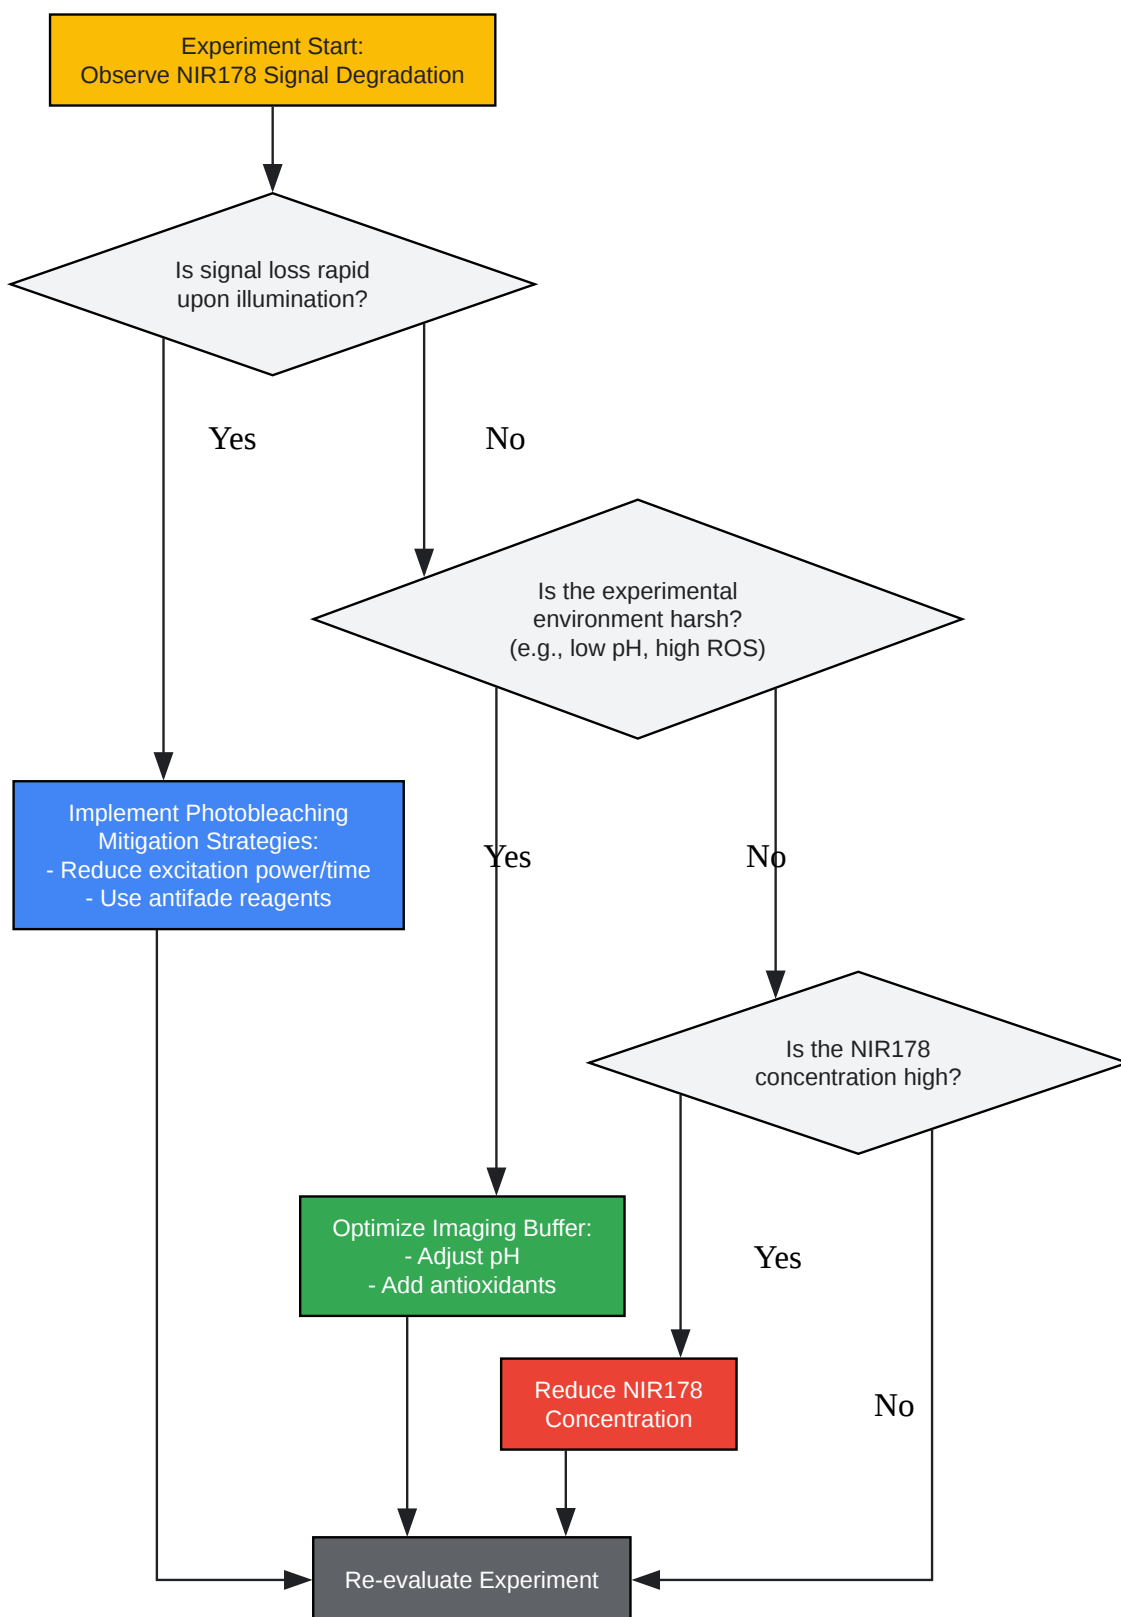 Experiment Start:
Observe NIR178 Signal Degradation
Is signal loss rapid
upon illumination?
Yes
No
Is the experimental
environment harsh?
(e.g., low pH, high ROS)
Implement Photobleaching
Mitigation Strategies:
- Reduce excitation power/time
- Use antifade reagents
Yes
No
Is the NIR178
concentration high?
Optimize Imaging Buffer:
- Adjust pH
- Add antioxidants
Yes
Reduce NIR178
Concentration
No
Re-evaluate Experiment